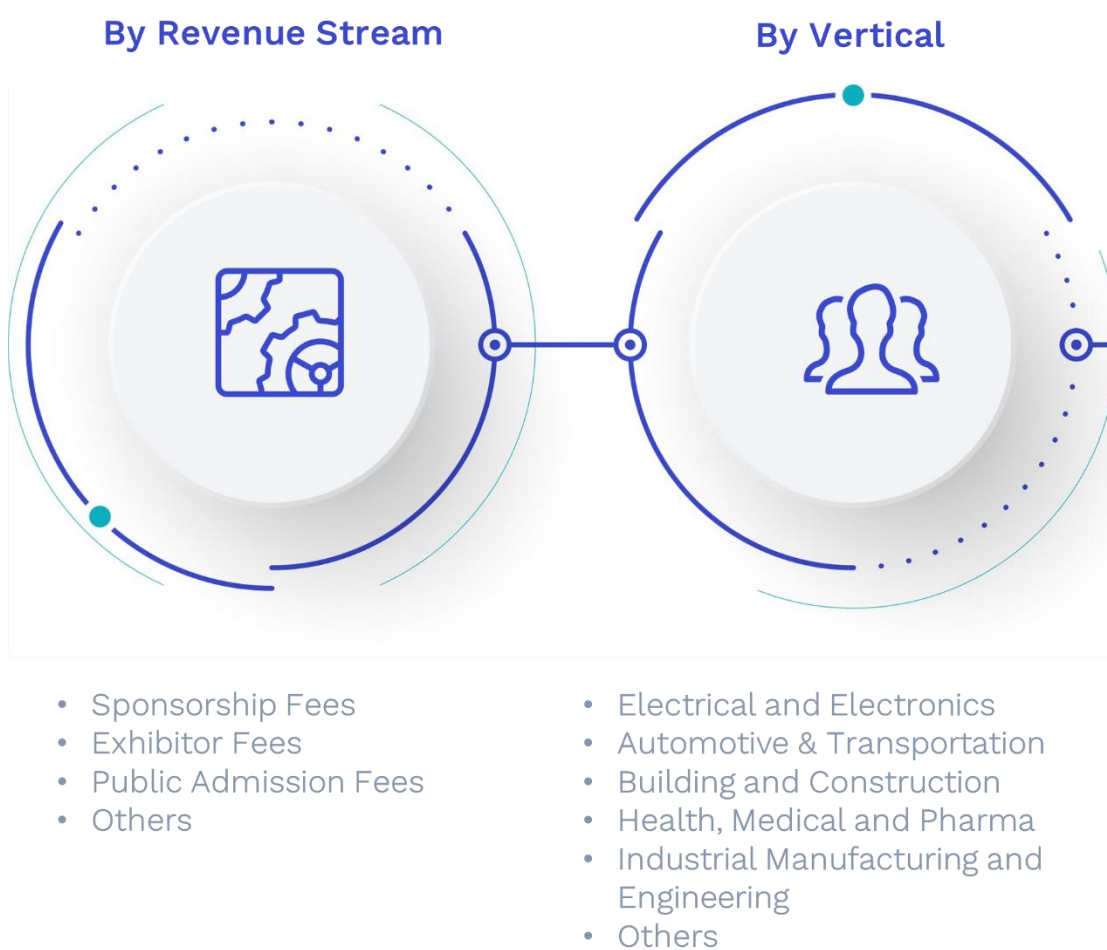 By Revenue Stream
By Vertical
• Sponsorship Fees
• Exhibitor Fees
• Public Admission Fees
• Others
• Electrical and Electronics
• Automotive & Transportation
• Building and Construction
• Health, Medical and Pharma
• Industrial Manufacturing and
Engineering
• Others